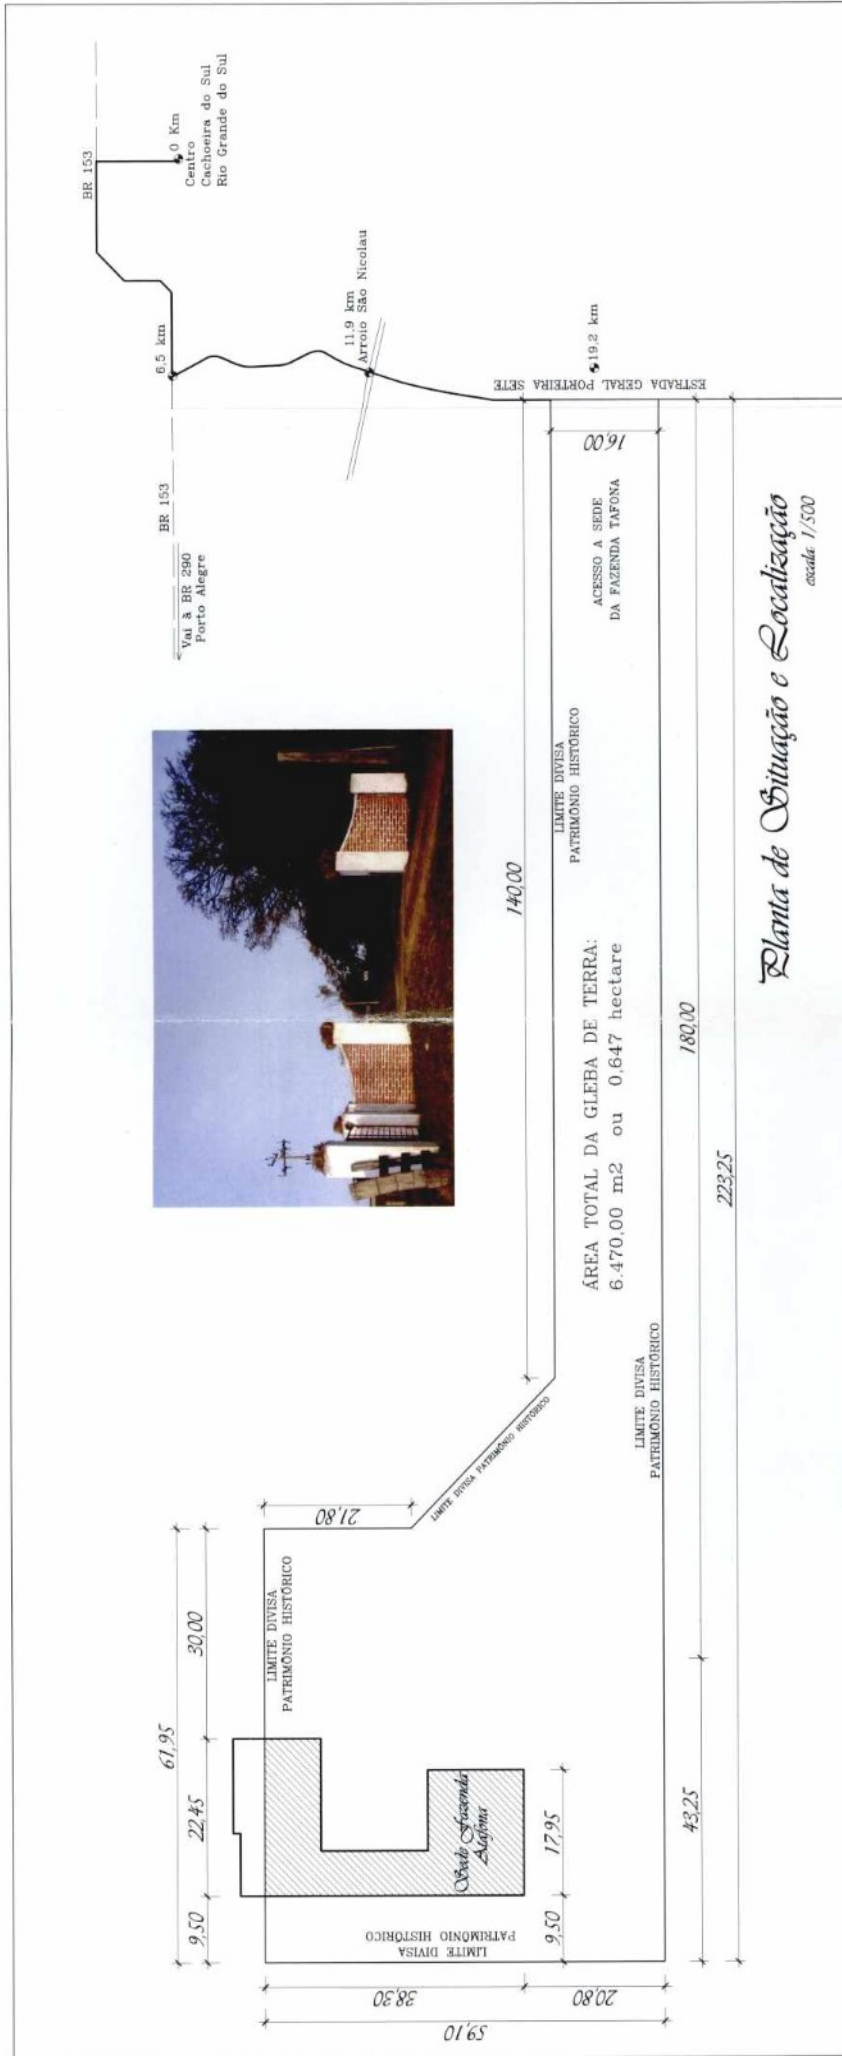 BR 153
0 Km
Centro
Cachoeira do Sul
Rio Grande do Sul
6,5 km
11,9 km
Arroio São Nicolau
BR 153
Vai à BR 290
Porto Alegre
19,2 km
ESTRADA GERAL PORTEIRA SETE
16,00
ACESSO A SEDE
DA FAZENDA TAFONA
LIMITE DIVISA
PATRIMÔNIO HISTÓRICO
140,00
ÁREA TOTAL DA GLEBA DE TERRA:
6.470,00 m2 ou 0,647 hectare
LIMITE DIVISA
PATRIMÔNIO HISTÓRICO
180,00
223,25
LIMITE DIVISA PATRIMÔNIO HISTÓRICO
21,80
LIMITE DIVISA
PATRIMÔNIO HISTÓRICO
61,95
9,50
22,45
30,00
Sede Fazenda
Atafona
9,50
17,95
43,25
LIMITE DIVISA
PATRIMÔNIO HISTÓRICO
38,30
20,80
59,10
Planta de Situação e Localização
escala: 1/500